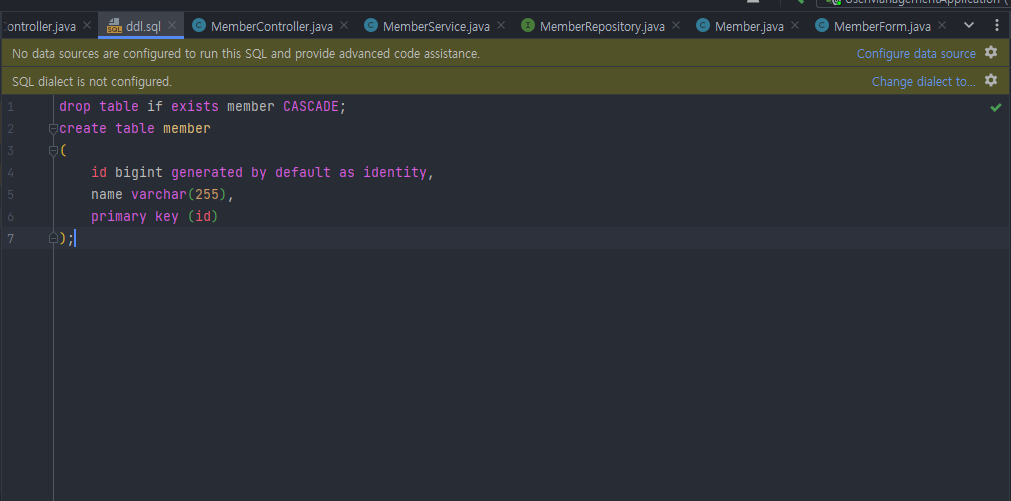 ontroller.java ddl.sql MemberController.java MemberService.java MemberRepository.java Member.java MemberForm.java
No data sources are configured to run this SQL and provide advanced code assistance. Configure data source
SQL dialect is not configured. Change dialect to...
1 drop table if exists member CASCADE;
2 create table member
3 (
4 id bigint generated by default as identity,
5 name varchar(255),
6 primary key (id)
7 );